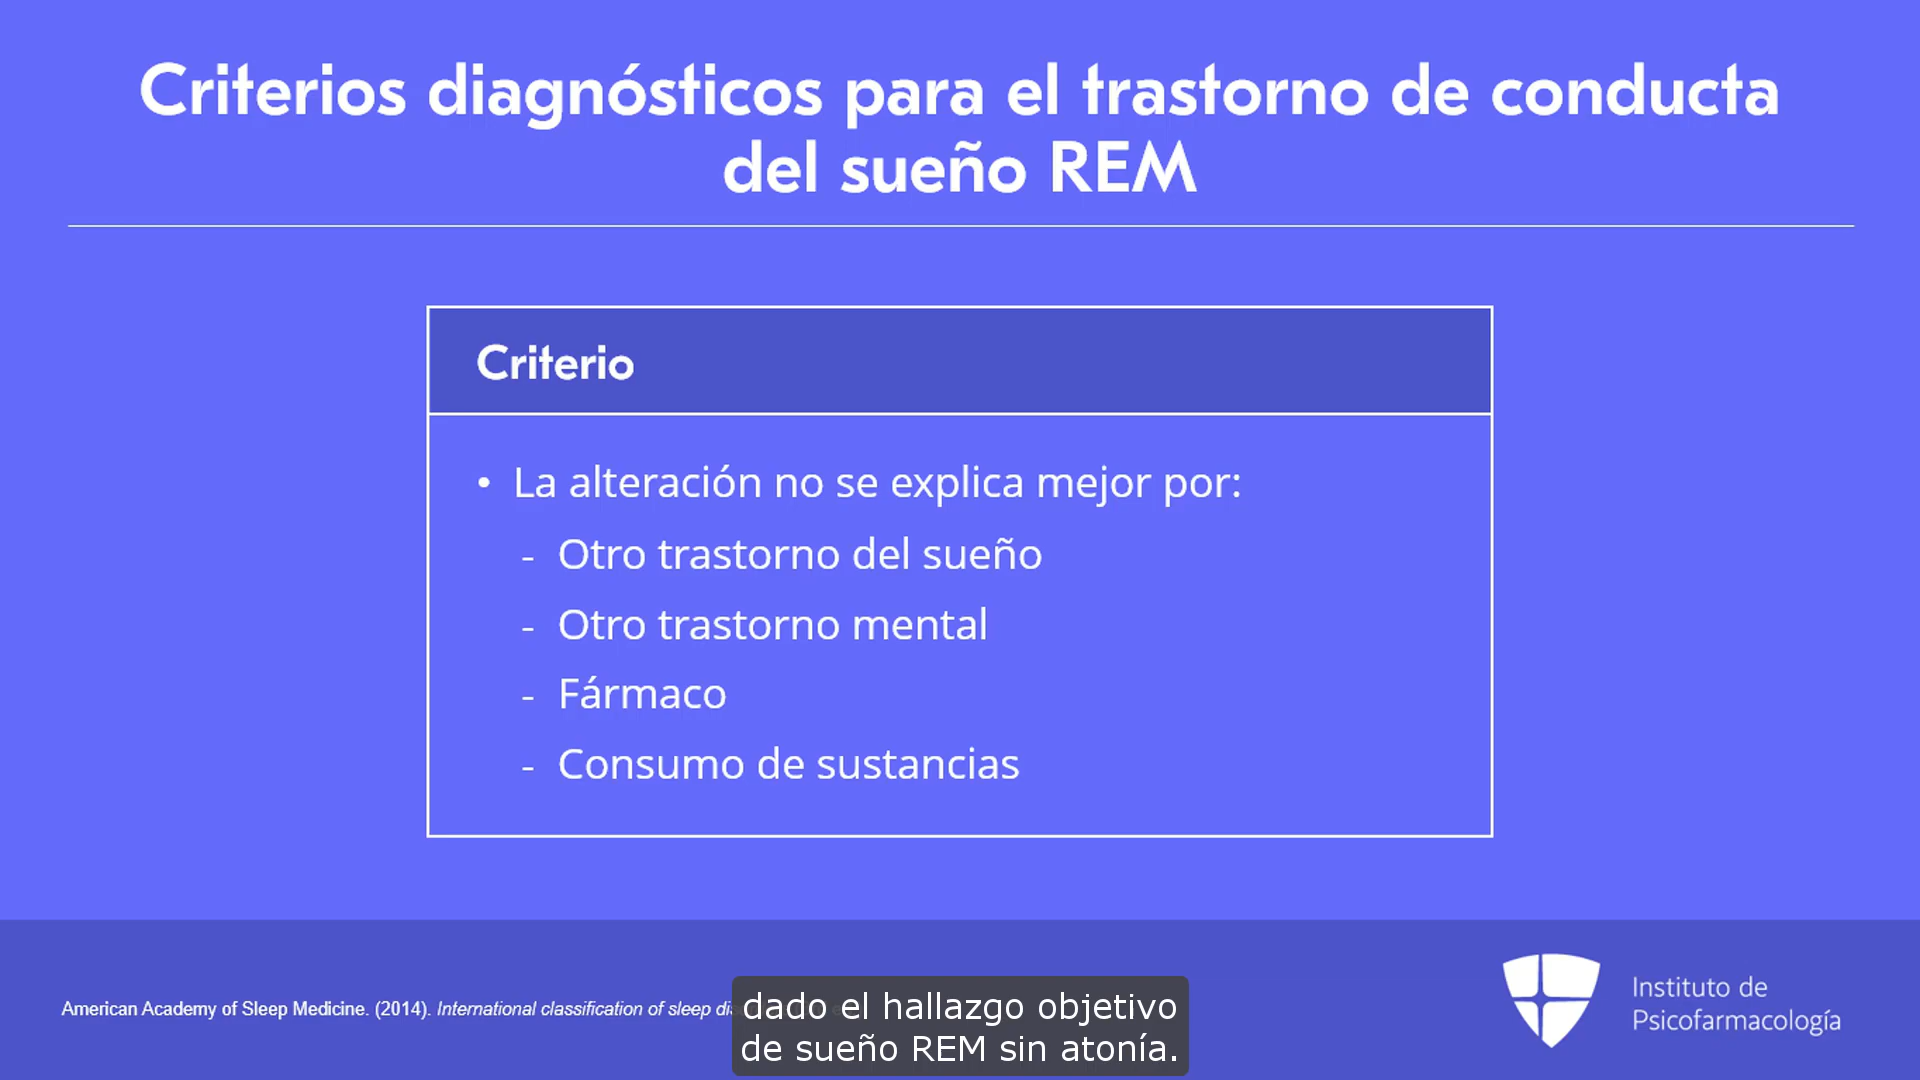 Criterios diagnósticos para el trastorno de conducta
del sueño REM
Criterio
• La alteración no se explica mejor por:
- Otro trastorno del sueño
- Otro trastorno mental
- Fármaco
- Consumo de sustancias
American Academy of Sleep Medicine. (2014). International classification of sleep
dado el hallazgo objetivo
de sueño REM sin atonía.
Instituto de
Psicofarmacología